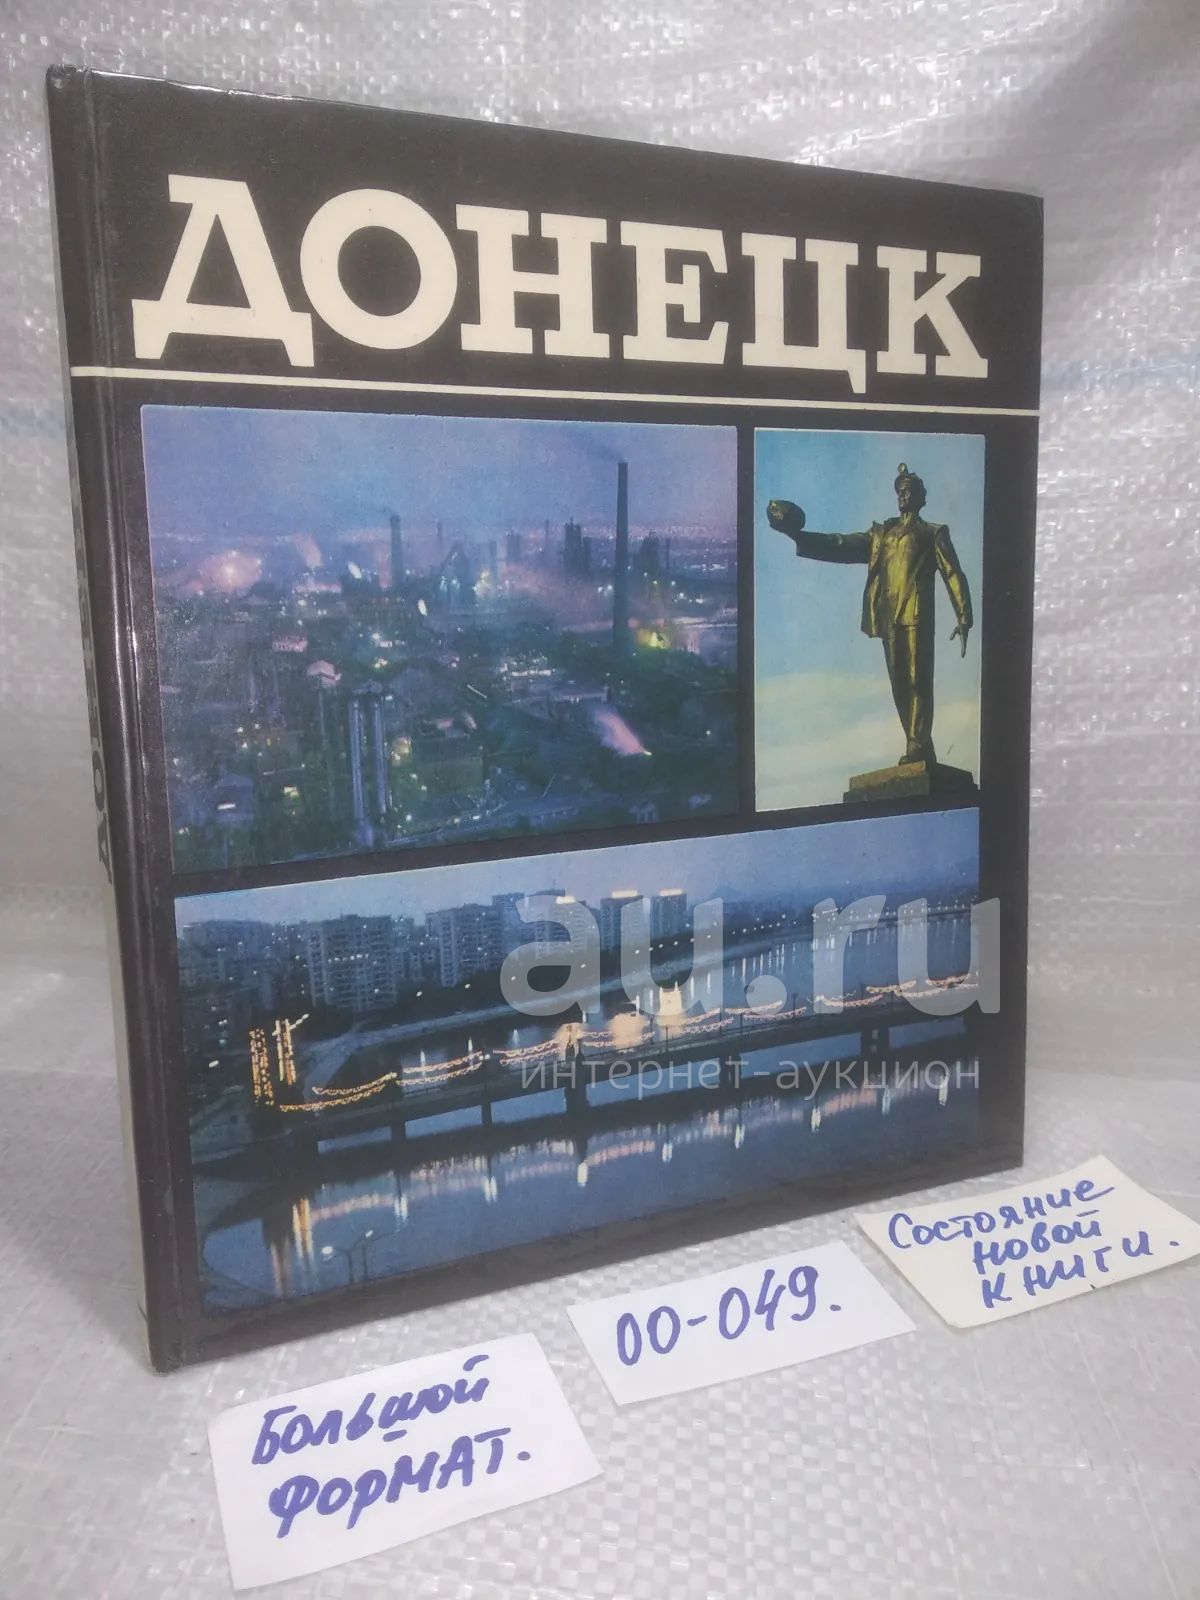 ДОНЕЦК
ДОНЕЦК
au.ru
интернет-аукцион
Состояние
новой
книги.
00-049.
Большой
формат.